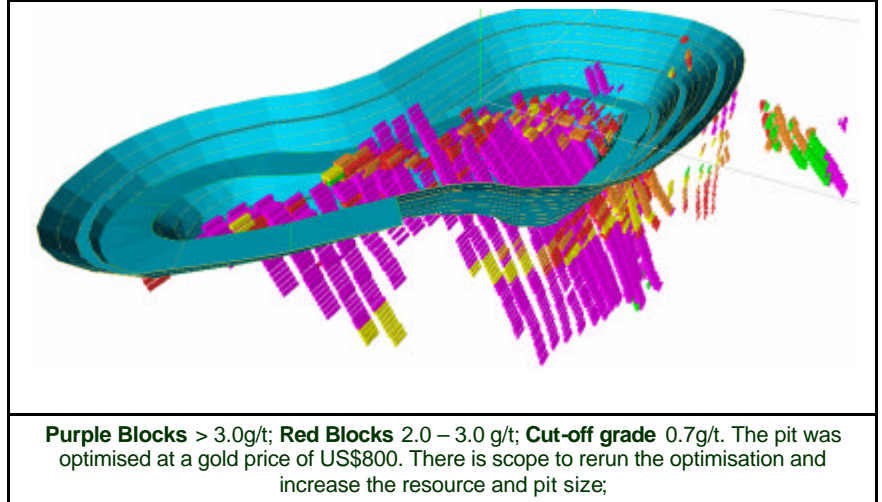 Purple Blocks > 3.0g/t; Red Blocks 2.0 – 3.0 g/t; Cut-off grade 0.7g/t. The pit was
optimised at a gold price of US$800. There is scope to rerun the optimisation and
increase the resource and pit size;